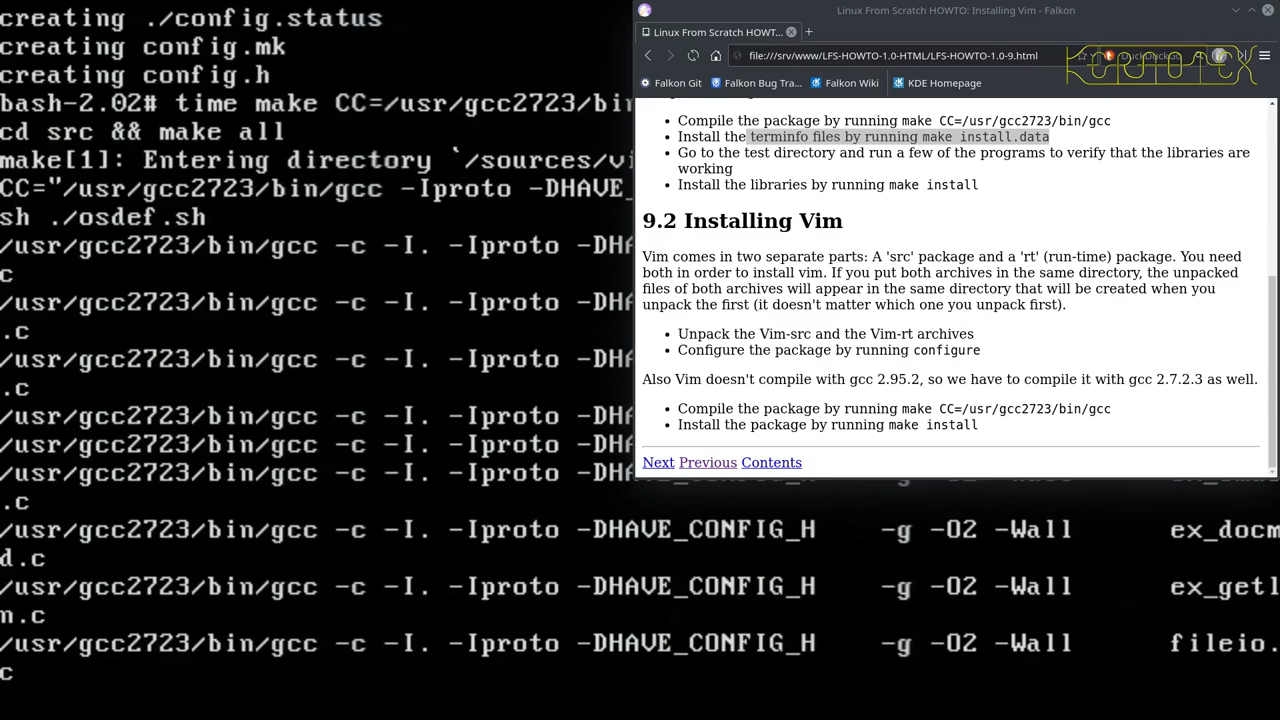 creating ./config.status
creating config.mk
creating config.h
bash-2.02# time make CC=/usr/gcc2723/bin
cd src && make all
make[1]: Entering directory `/sources/vi
CC="/usr/gcc2723/bin/gcc -Iproto -DHAVE_
sh ./osdef.sh
/usr/gcc2723/bin/gcc -c -I. -Iproto -DHA
c
/usr/gcc2723/bin/gcc -c -I. -Iproto -DHA
.c
/usr/gcc2723/bin/gcc -c -I. -Iproto -DHA
.c
/usr/gcc2723/bin/gcc -c -I. -Iproto -DHA
/usr/gcc2723/bin/gcc -c -I. -Iproto -DHA
/usr/gcc2723/bin/gcc -c -I. -Iproto -DHA
.c
/usr/gcc2723/bin/gcc -c -I. -Iproto -DHAVE_CONFIG_H -g -O2 -Wall ex_docm
d.c
/usr/gcc2723/bin/gcc -c -I. -Iproto -DHAVE_CONFIG_H -g -O2 -Wall ex_getl
n.c
/usr/gcc2723/bin/gcc -c -I. -Iproto -DHAVE_CONFIG_H -g -O2 -Wall fileio.
c
Linux From Scratch HOWTO: Installing Vim - Falkon
Linux From Scratch HOWT...
file:///srv/www/LFS-HOWTO-1.0-HTML/LFS-HOWTO-1.0-9.html
Falkon Git Falkon Bug Tra... Falkon Wiki KDE Homepage
• Compile the package by running make CC=/usr/gcc2723/bin/gcc
• Install the terminfo files by running make install.data
• Go to the test directory and run a few of the programs to verify that the libraries are
working
• Install the libraries by running make install
9.2 Installing Vim
Vim comes in two separate parts: A 'src' package and a 'rt' (run-time) package. You need
both in order to install vim. If you put both archives in the same directory, the unpacked
files of both archives will appear in the same directory that will be created when you
unpack the first (it doesn't matter which one you unpack first).
• Unpack the Vim-src and the Vim-rt archives
• Configure the package by running configure
Also Vim doesn't compile with gcc 2.95.2, so we have to compile it with gcc 2.7.2.3 as well.
• Compile the package by running make CC=/usr/gcc2723/bin/gcc
• Install the package by running make install
Next Previous Contents